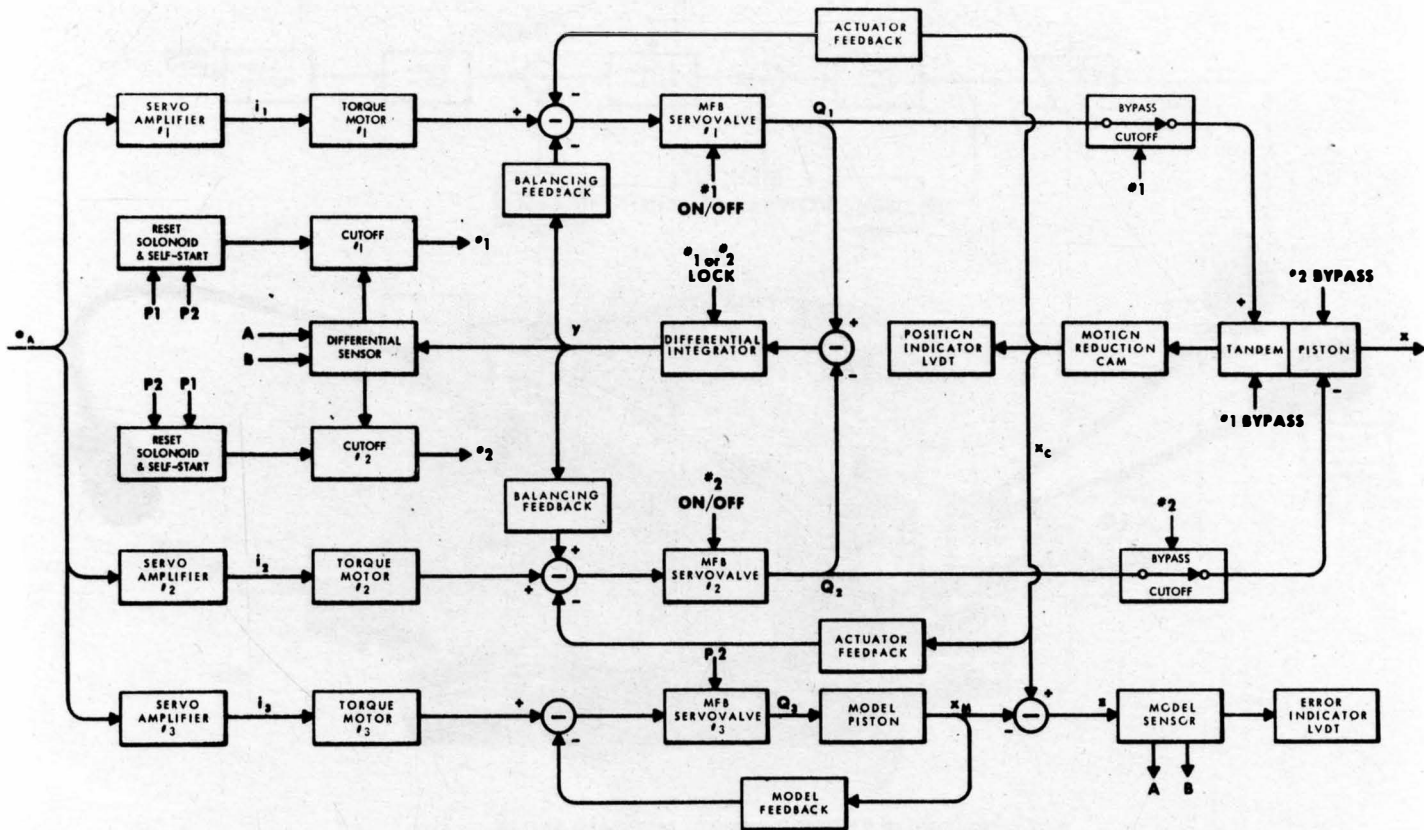 ACTUATOR
FEEDBACK
SERVO
AMPLIFIER
#1
i1
TORQUE
MOTOR
#1
+
-
-
-
MFB
SERVOVALVE
#1
Q1
BYPASS
CUTOFF
#1
BALANCING
FEEDBACK
#1
ON/OFF
RESET
SOLONOID
& SELF-START
CUTOFF
#1
#1
P1
P2
#1 or #2
LOCK
#2 BYPASS
eA
A
B
DIFFERENTIAL
SENSOR
y
DIFFERENTIAL
INTEGRATOR
+
-
-
POSITION
INDICATOR
LVDT
MOTION
REDUCTION
CAM
+
TANDEM
PISTON
-
x
#1 BYPASS
P2
P1
RESET
SOLONOID
& SELF-START
CUTOFF
#2
#2
xC
BALANCING
FEEDBACK
#2
ON/OFF
#2
SERVO
AMPLIFIER
#2
i2
TORQUE
MOTOR
#2
+
+
-
-
MFB
SERVOVALVE
#2
Q2
BYPASS
CUTOFF
ACTUATOR
FEEDBACK
P 2
SERVO
AMPLIFIER
#3
i3
TORQUE
MOTOR
#3
+
-
-
MFB
SERVOVALVE
#3
Q3
MODEL
PISTON
xM
+
-
-
z
MODEL
SENSOR
ERROR
INDICATOR
LVDT
A
B
MODEL
FEEDBACK